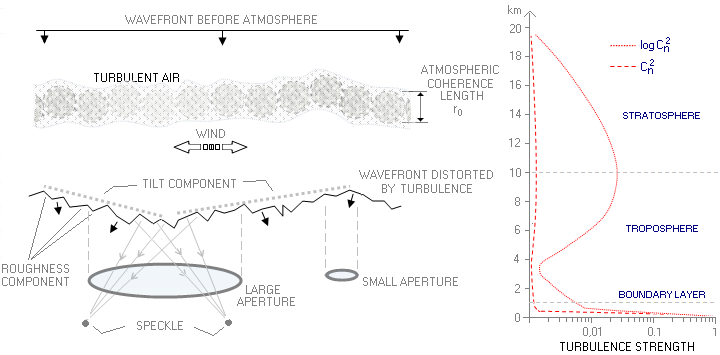 WAVEFRONT BEFORE ATMOSPHERE
TURBULENT AIR
ATMOSPHERIC
COHERENCE
LENGTH
r0
WIND
TILT COMPONENT
WAVEFRONT DISTORTED
BY TURBULENCE
ROUGHNESS
COMPONENT
LARGE
APERTURE
SMALL APERTURE
SPECKLE
km
20
18
16
14
12
10
8
6
4
2
0
log Cn2
Cn2
STRATOSPHERE
TROPOSPHERE
BOUNDARY LAYER
0,01
0.1
1
TURBULENCE STRENGTH